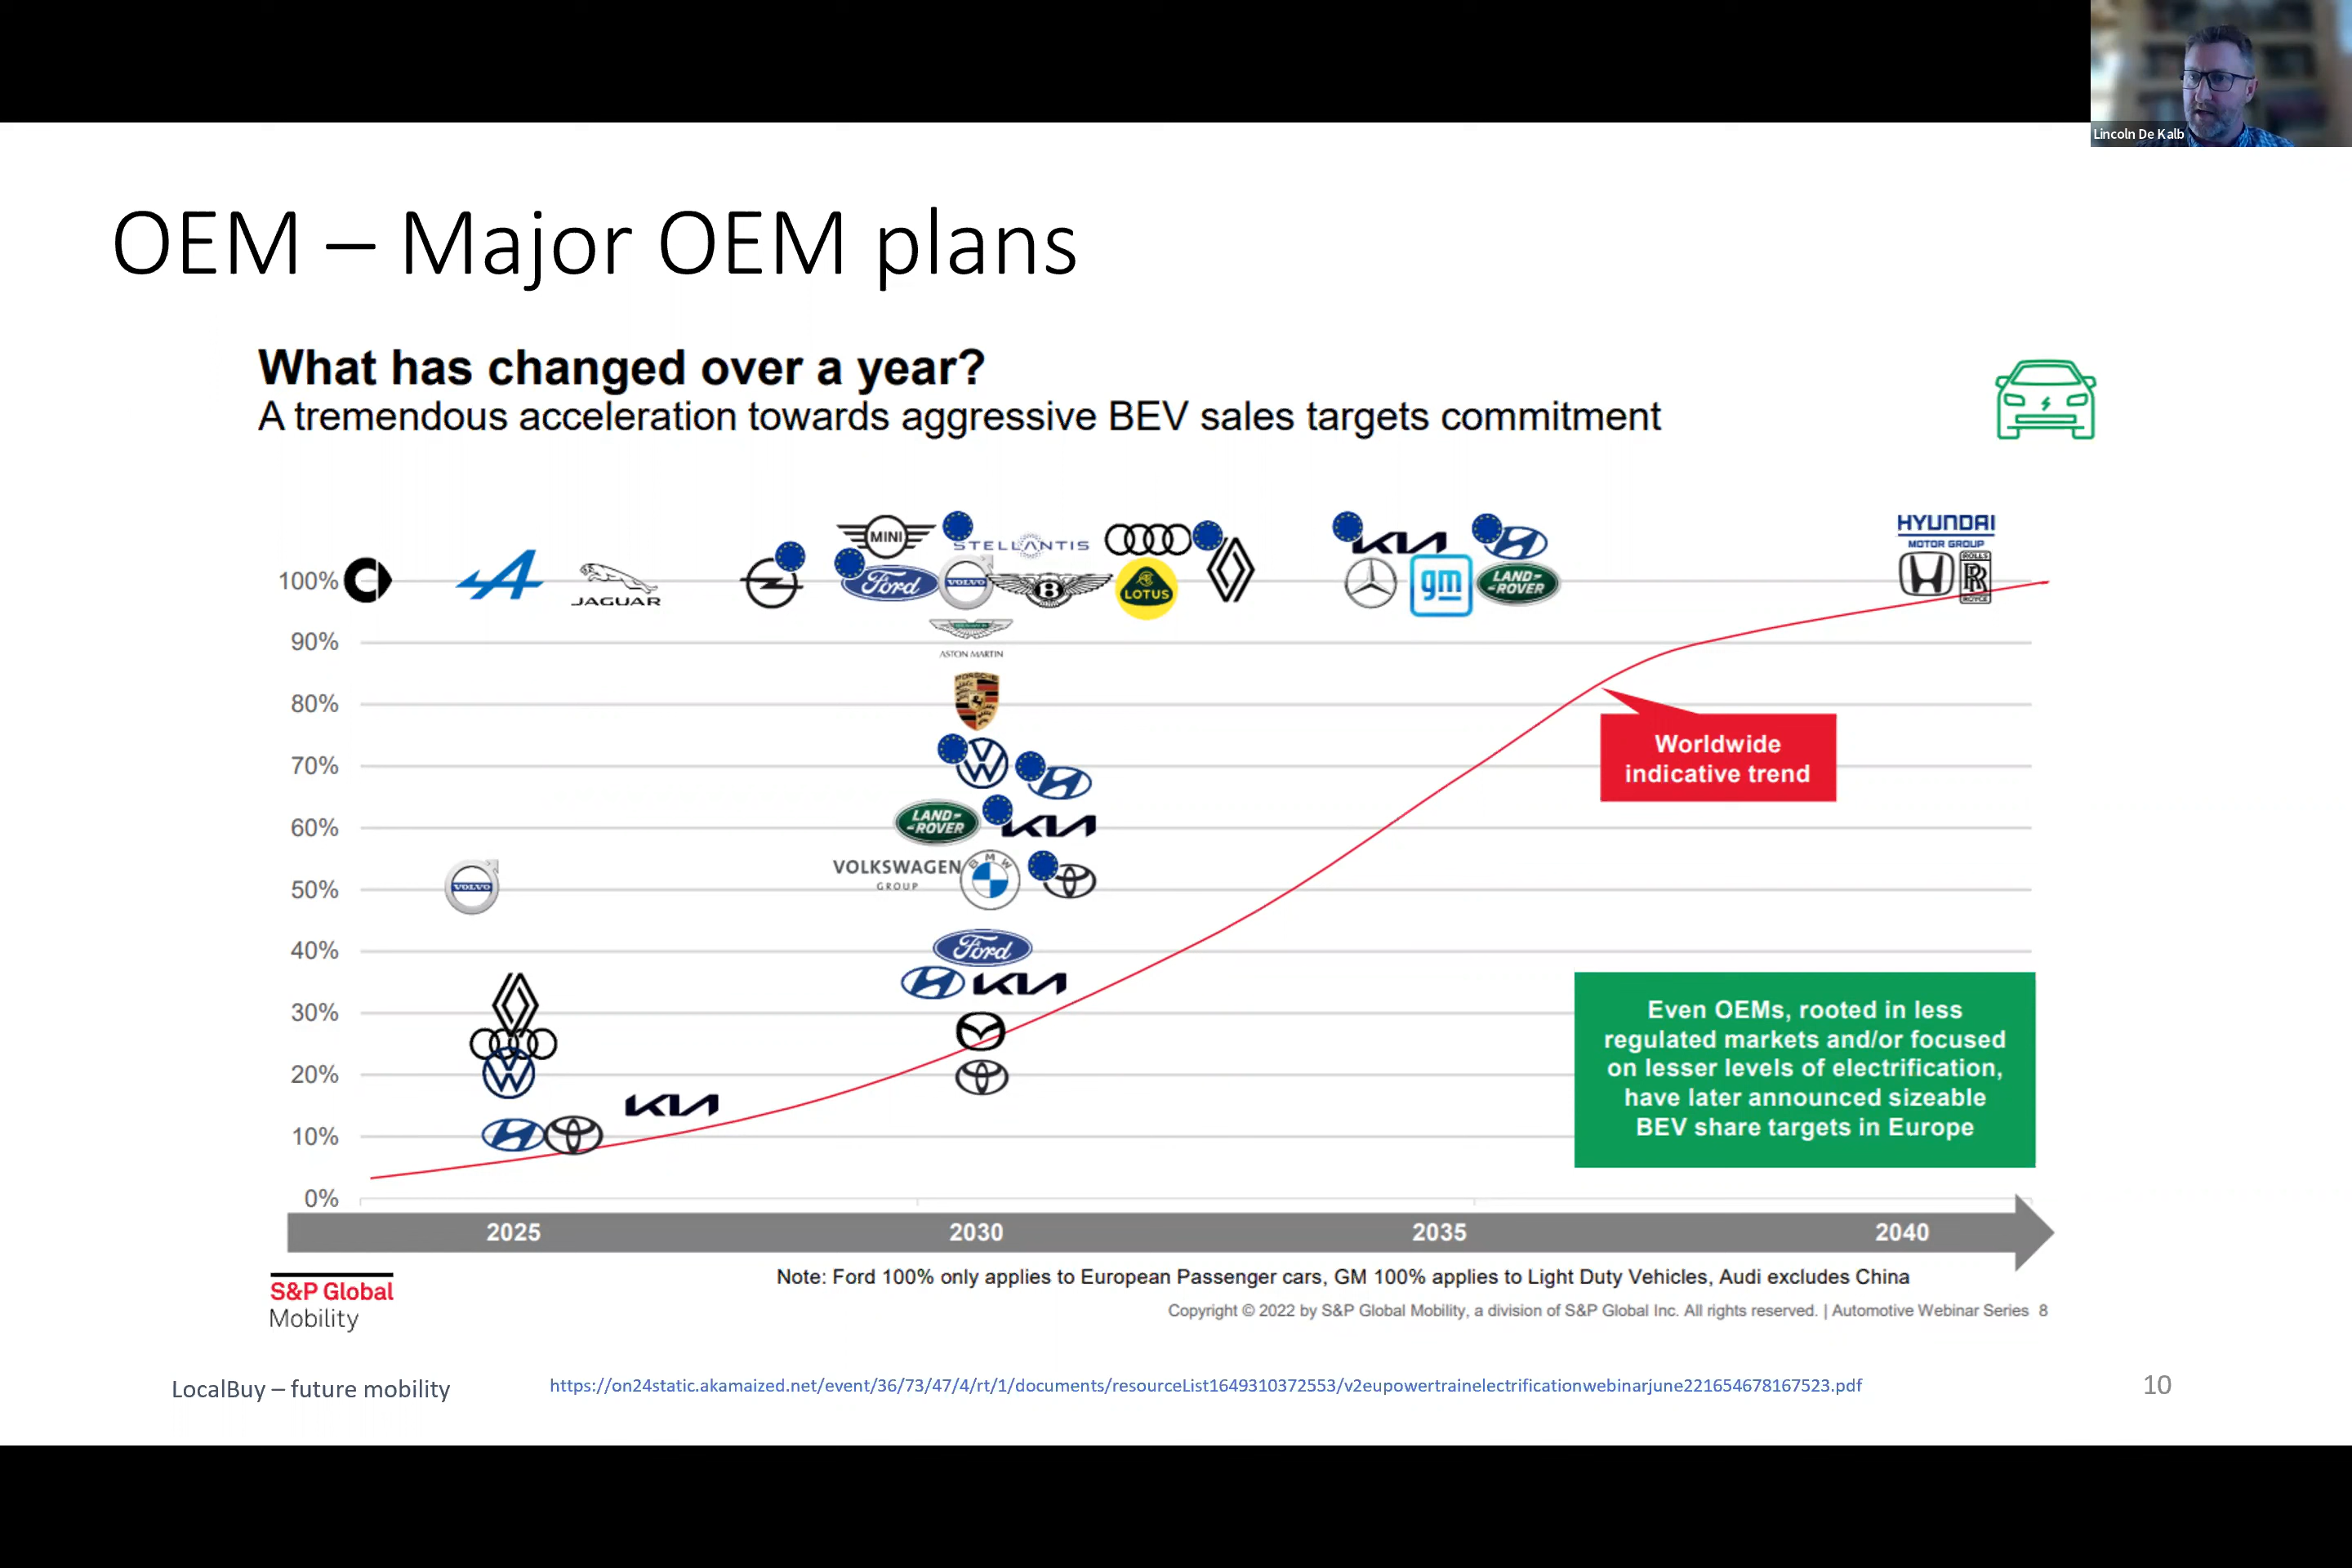 Lincoln De Kalb
OEM – Major OEM plans
What has changed over a year?
A tremendous acceleration towards aggressive BEV sales targets commitment
MINI
STELLANTIS
HYUNDAI
MOTOR GROUP
100%
JAGUAR
Ford
VOLVO
B
LOTUS
KIA
gm
LAND-
-ROVER
ROLLS
RR
ROYCE
90%
ASTON MARTIN
80%
PORSCHE
70%
Worldwide
indicative trend
60%
LAND-
-ROVER
KIA
50%
VOLVO
VOLKSWAGEN
GROUP
BMW
40%
Ford
KIA
30%
20%
KIA
10%
0%
Even OEMs, rooted in less
regulated markets and/or focused
on lesser levels of electrification,
have later announced sizeable
BEV share targets in Europe
2025
2030
2035
2040
S&P Global
Mobility
Note: Ford 100% only applies to European Passenger cars, GM 100% applies to Light Duty Vehicles, Audi excludes China
Copyright © 2022 by S&P Global Mobility, a division of S&P Global Inc. All rights reserved. | Automotive Webinar Series 8
LocalBuy – future mobility
https://on24static.akamaized.net/event/36/73/47/4/rt/1/documents/resourceList1649310372553/v2eupowertrainelectrificationwebinarjune221654678167523.pdf
10